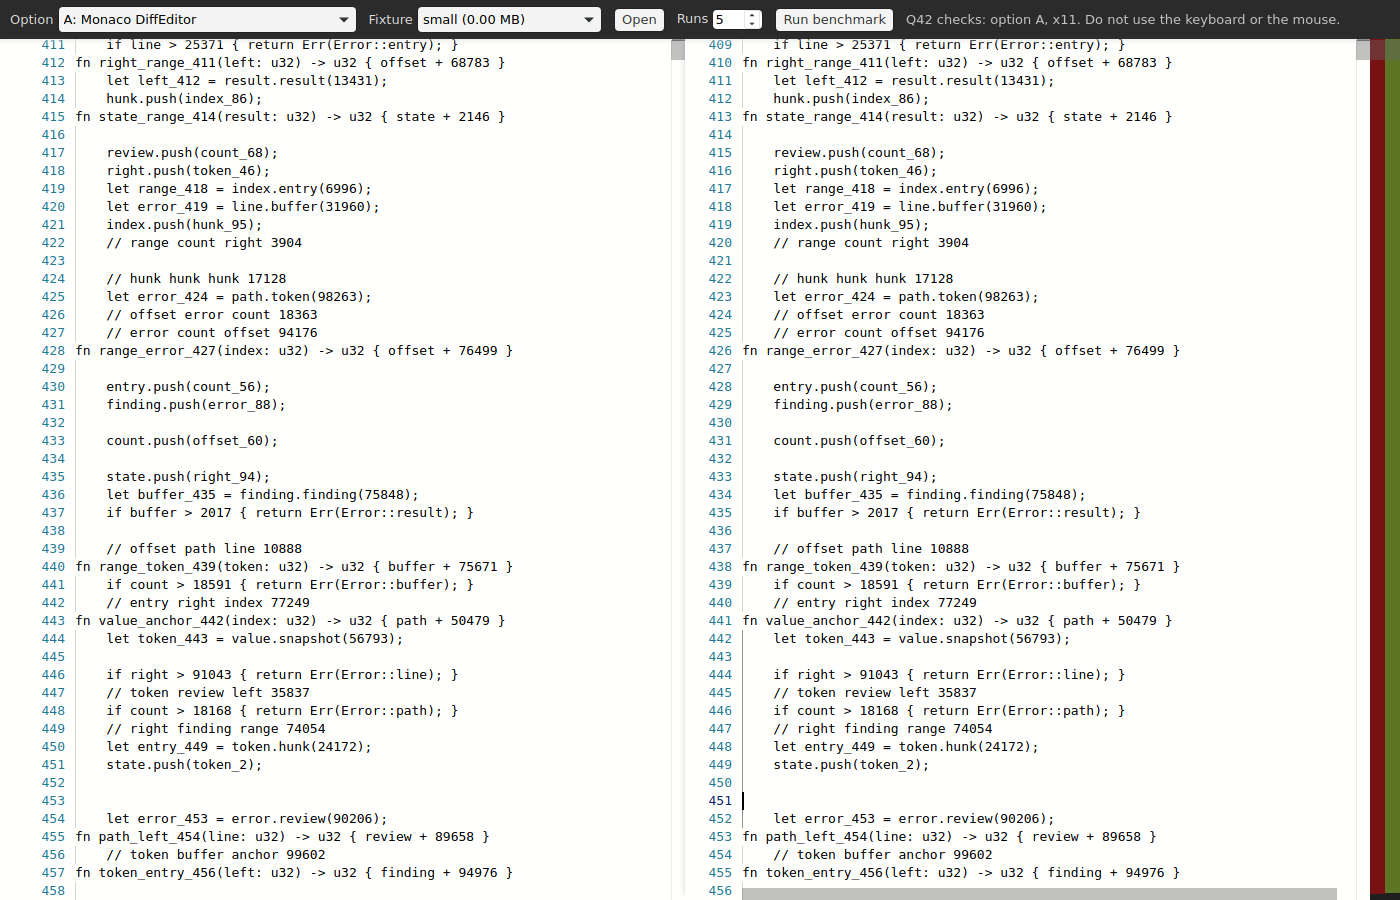 Option A: Monaco DiffEditor Fixture small (0.00 MB) Open Runs 5 Run benchmark Q42 checks: option A, x11. Do not use the keyboard or the mouse.
411 if line > 25371 { return Err(Error::entry); } 409 if line > 25371 { return Err(Error::entry); }
412 fn right_range_411(left: u32) -> u32 { offset + 68783 } 410 fn right_range_411(left: u32) -> u32 { offset + 68783 }
413 let left_412 = result.result(13431); 411 let left_412 = result.result(13431);
414 hunk.push(index_86); 412 hunk.push(index_86);
415 fn state_range_414(result: u32) -> u32 { state + 2146 } 413 fn state_range_414(result: u32) -> u32 { state + 2146 }
416 414
417 review.push(count_68); 415 review.push(count_68);
418 right.push(token_46); 416 right.push(token_46);
419 let range_418 = index.entry(6996); 417 let range_418 = index.entry(6996);
420 let error_419 = line.buffer(31960); 418 let error_419 = line.buffer(31960);
421 index.push(hunk_95); 419 index.push(hunk_95);
422 // range count right 3904 420 // range count right 3904
423 421
424 // hunk hunk hunk 17128 422 // hunk hunk hunk 17128
425 let error_424 = path.token(98263); 423 let error_424 = path.token(98263);
426 // offset error count 18363 424 // offset error count 18363
427 // error count offset 94176 425 // error count offset 94176
428 fn range_error_427(index: u32) -> u32 { offset + 76499 } 426 fn range_error_427(index: u32) -> u32 { offset + 76499 }
429 427
430 entry.push(count_56); 428 entry.push(count_56);
431 finding.push(error_88); 429 finding.push(error_88);
432 430
433 count.push(offset_60); 431 count.push(offset_60);
434 432
435 state.push(right_94); 433 state.push(right_94);
436 let buffer_435 = finding.finding(75848); 434 let buffer_435 = finding.finding(75848);
437 if buffer > 2017 { return Err(Error::result); } 435 if buffer > 2017 { return Err(Error::result); }
438 436
439 // offset path line 10888 437 // offset path line 10888
440 fn range_token_439(token: u32) -> u32 { buffer + 75671 } 438 fn range_token_439(token: u32) -> u32 { buffer + 75671 }
441 if count > 18591 { return Err(Error::buffer); } 439 if count > 18591 { return Err(Error::buffer); }
442 // entry right index 77249 440 // entry right index 77249
443 fn value_anchor_442(index: u32) -> u32 { path + 50479 } 441 fn value_anchor_442(index: u32) -> u32 { path + 50479 }
444 let token_443 = value.snapshot(56793); 442 let token_443 = value.snapshot(56793);
445 443
446 if right > 91043 { return Err(Error::line); } 444 if right > 91043 { return Err(Error::line); }
447 // token review left 35837 445 // token review left 35837
448 if count > 18168 { return Err(Error::path); } 446 if count > 18168 { return Err(Error::path); }
449 // right finding range 74054 447 // right finding range 74054
450 let entry_449 = token.hunk(24172); 448 let entry_449 = token.hunk(24172);
451 state.push(token_2); 449 state.push(token_2);
452 450
453 451
454 let error_453 = error.review(90206); 452 let error_453 = error.review(90206);
455 fn path_left_454(line: u32) -> u32 { review + 89658 } 453 fn path_left_454(line: u32) -> u32 { review + 89658 }
456 // token buffer anchor 99602 454 // token buffer anchor 99602
457 fn token_entry_456(left: u32) -> u32 { finding + 94976 } 455 fn token_entry_456(left: u32) -> u32 { finding + 94976 }
458 456